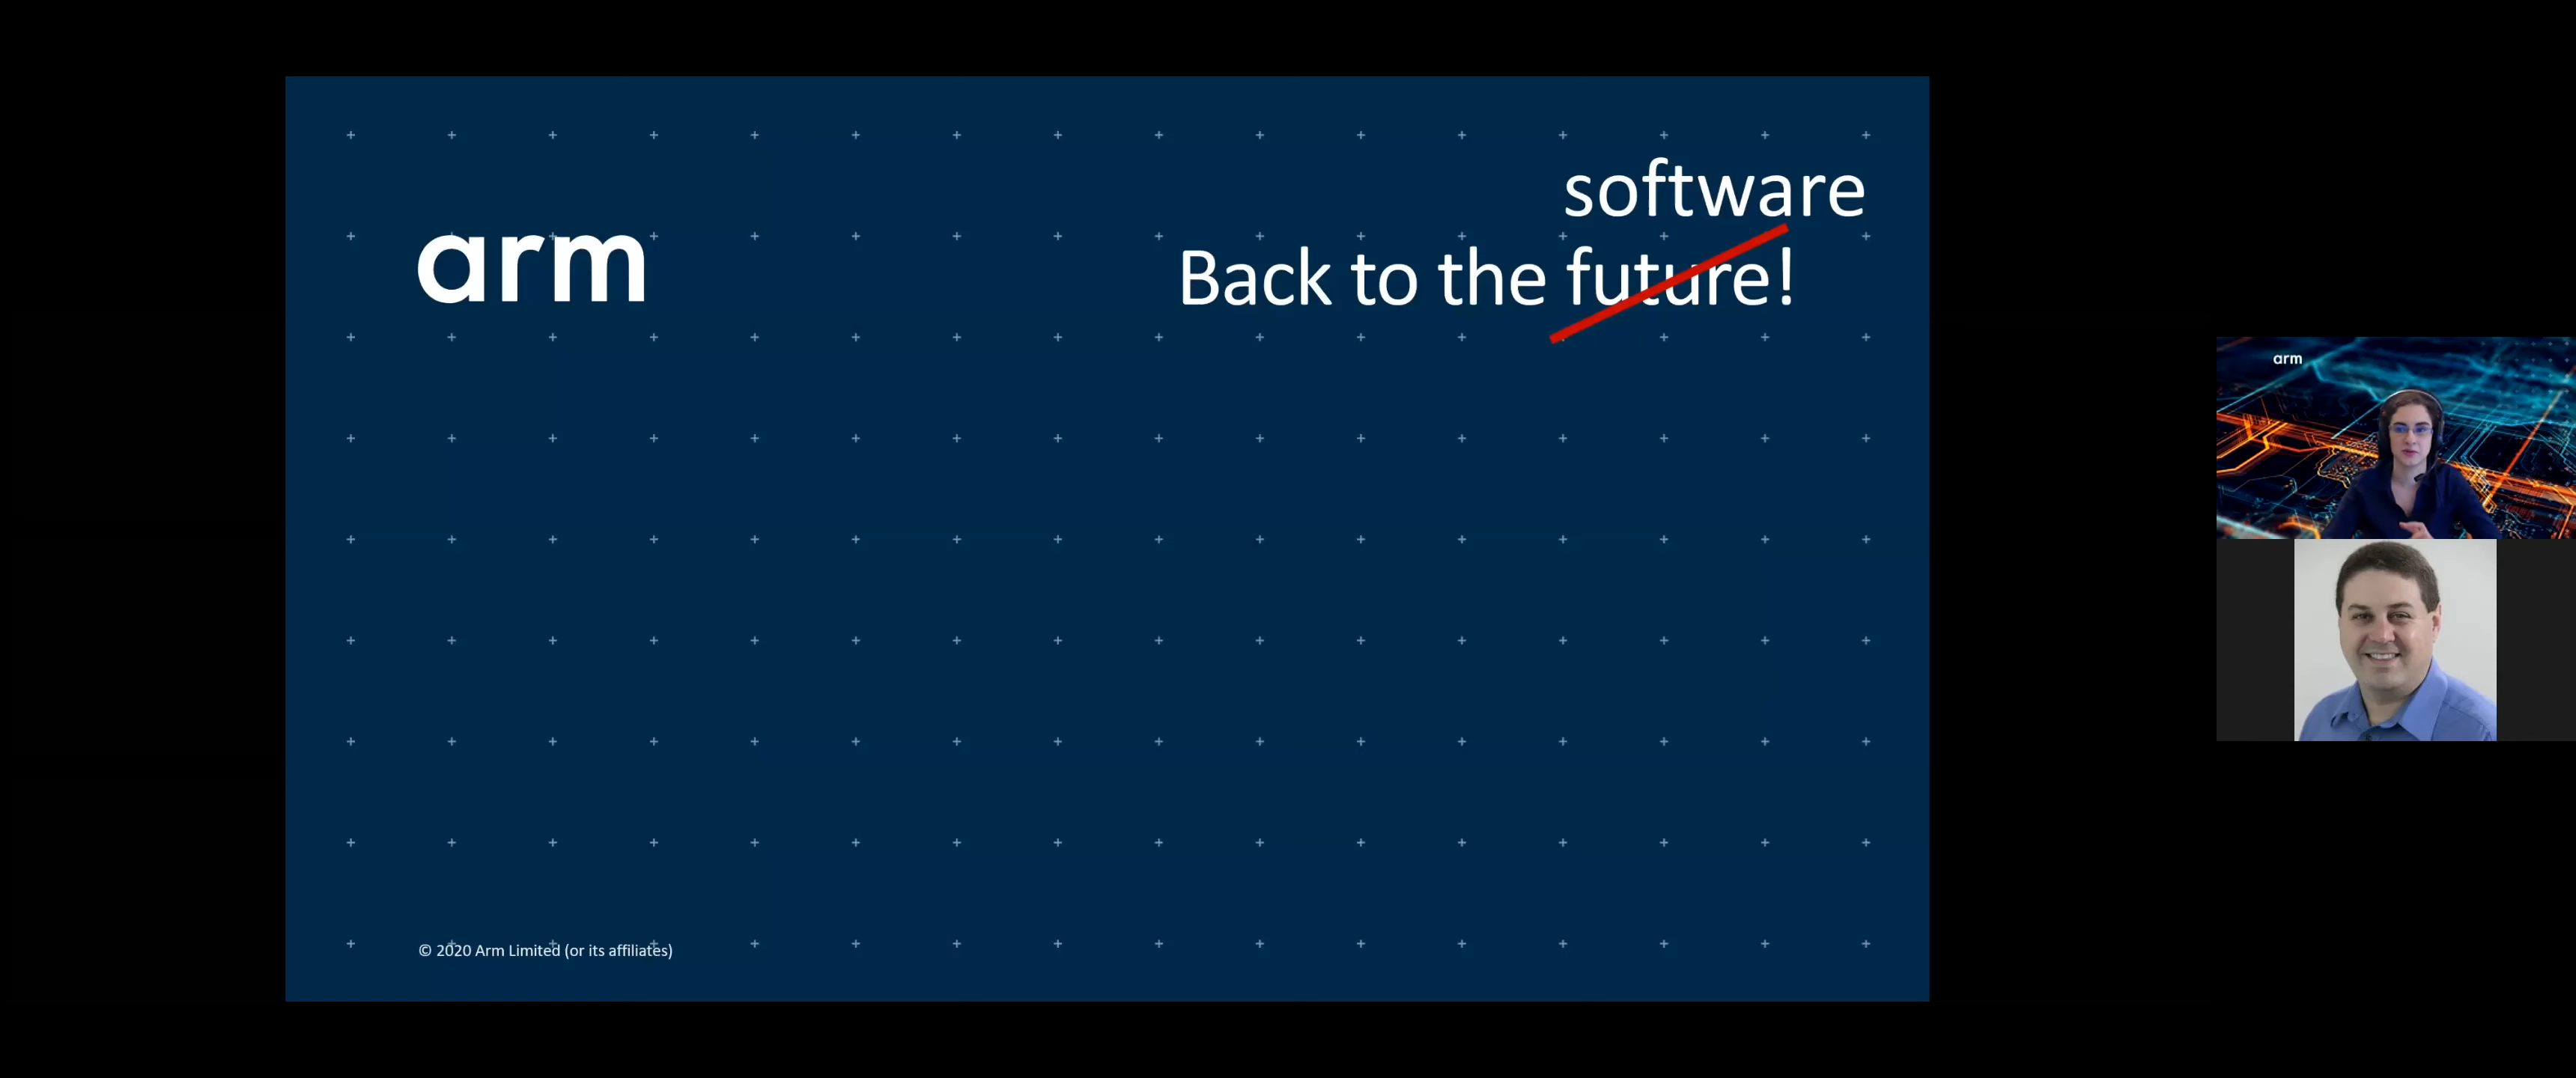 arm
software
Back to the future!
© 2020 Arm Limited (or its affiliates)
arm